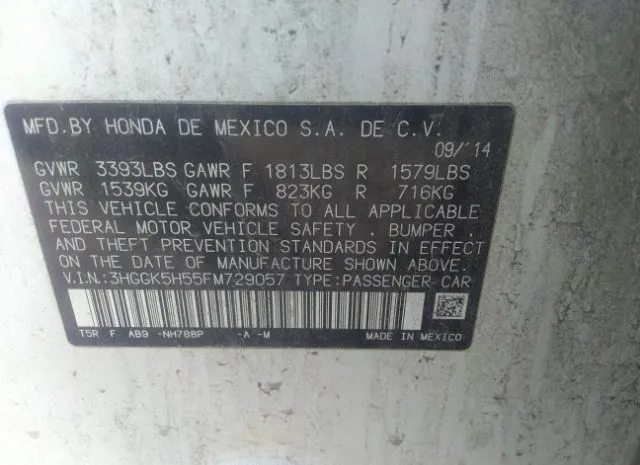 MFD.BY HONDA DE MEXICO S.A. DE C.V.
09/'14
GVWR 3393LBS GAWR F 1813LBS R 1579LBS
GVWR 1539KG GAWR F 823KG R 716KG
THIS VEHICLE CONFORMS TO ALL APPLICABLE
FEDERAL MOTOR VEHICLE SAFETY , BUMPER ,
AND THEFT PREVENTION STANDARDS IN EFFECT
ON THE DATE OF MANUFACTURE SHOWN ABOVE.
V.I.N.:3HGGK5H55FM729057 TYPE:PASSENGER CAR
T5R F AB9 -NH788P -A -M MADE IN MEXICO